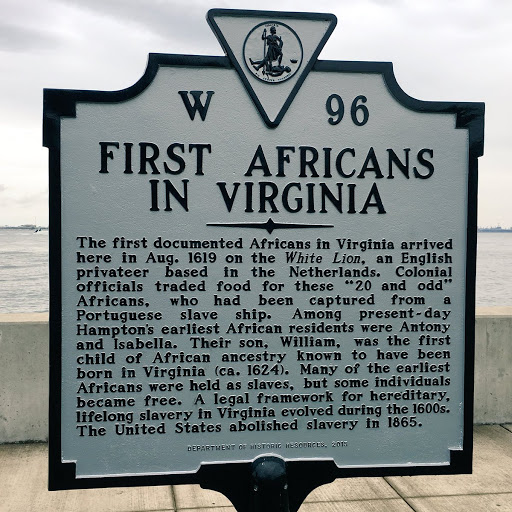 W 96
FIRST AFRICANS
IN VIRGINIA
The first documented Africans in Virginia arrived
here in Aug. 1619 on the White Lion, an English
privateer based in the Netherlands. Colonial
officials traded food for these "20 and odd"
Africans, who had been captured from a
Portuguese slave ship. Among present-day
Hampton's earliest African residents were Antony
and Isabella. Their son, William, was the first
child of African ancestry known to have been
born in Virginia (ca. 1624). Many of the earliest
Africans were held as slaves, but some individuals
became free. A legal framework for hereditary,
lifelong slavery in Virginia evolved during the 1600s.
The United States abolished slavery in 1865.
DEPARTMENT OF HISTORIC RESOURCES, 2015